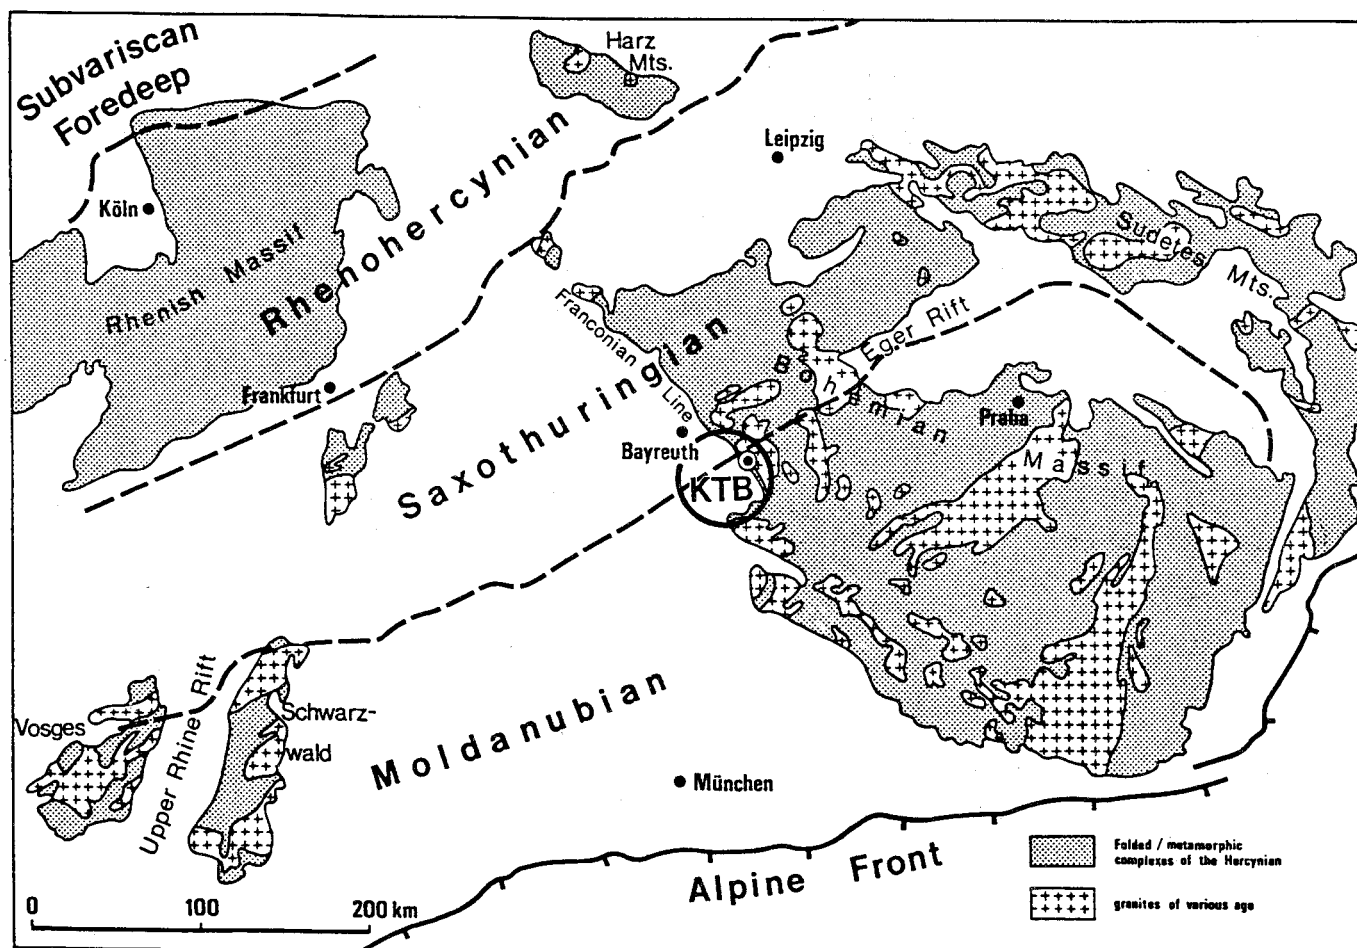 Subvariscan
Foredeep
Harz
Mts.
Leipzig
Köln
Rhenish Massif
Rhenohercynian
Sudetes
Mts.
Franconian Line
Eger Rift
Frankfurt
Saxothuringian
Bohemian
Massif
Praha
Bayreuth
KTB
Vosges
Upper Rhine Rift
Schwarz-
wald
Moldanubian
München
Alpine Front
Folded / metamorphic
complexes of the Hercynian
granites of various age
0 100 200 km